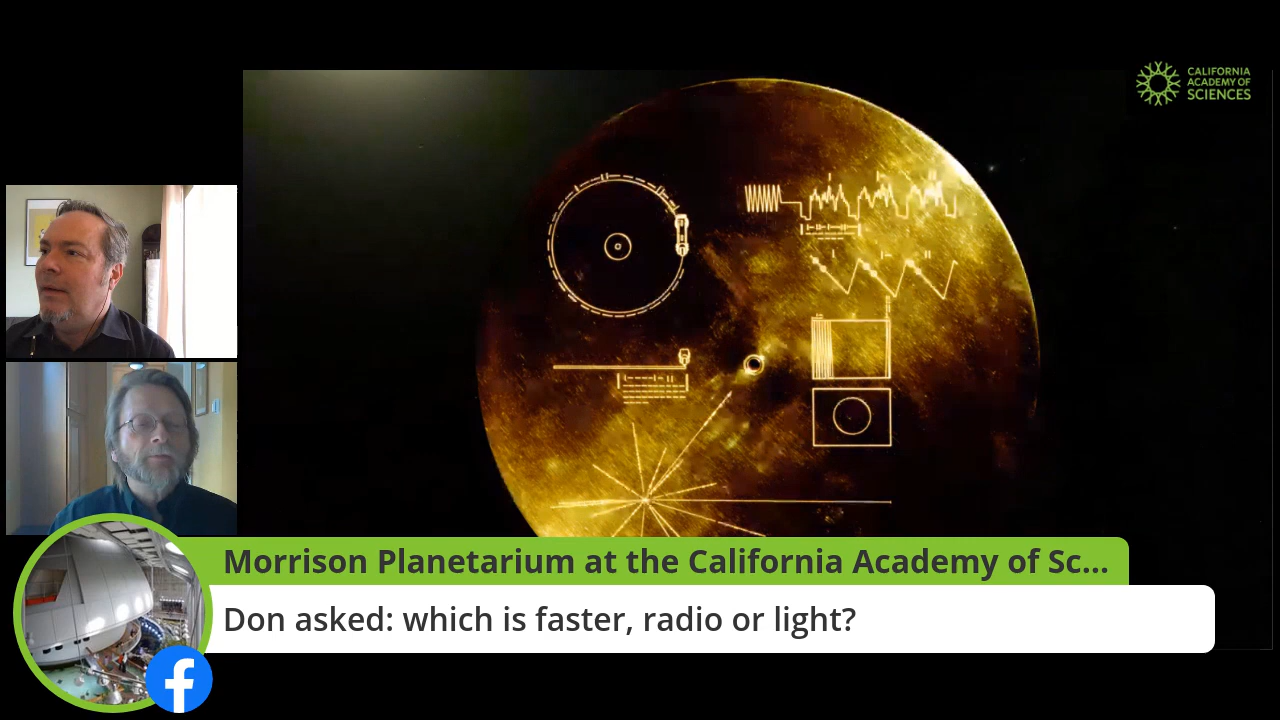 CALIFORNIA
ACADEMY OF
SCIENCES
Morrison Planetarium at the California Academy of Sc...
Don asked: which is faster, radio or light?